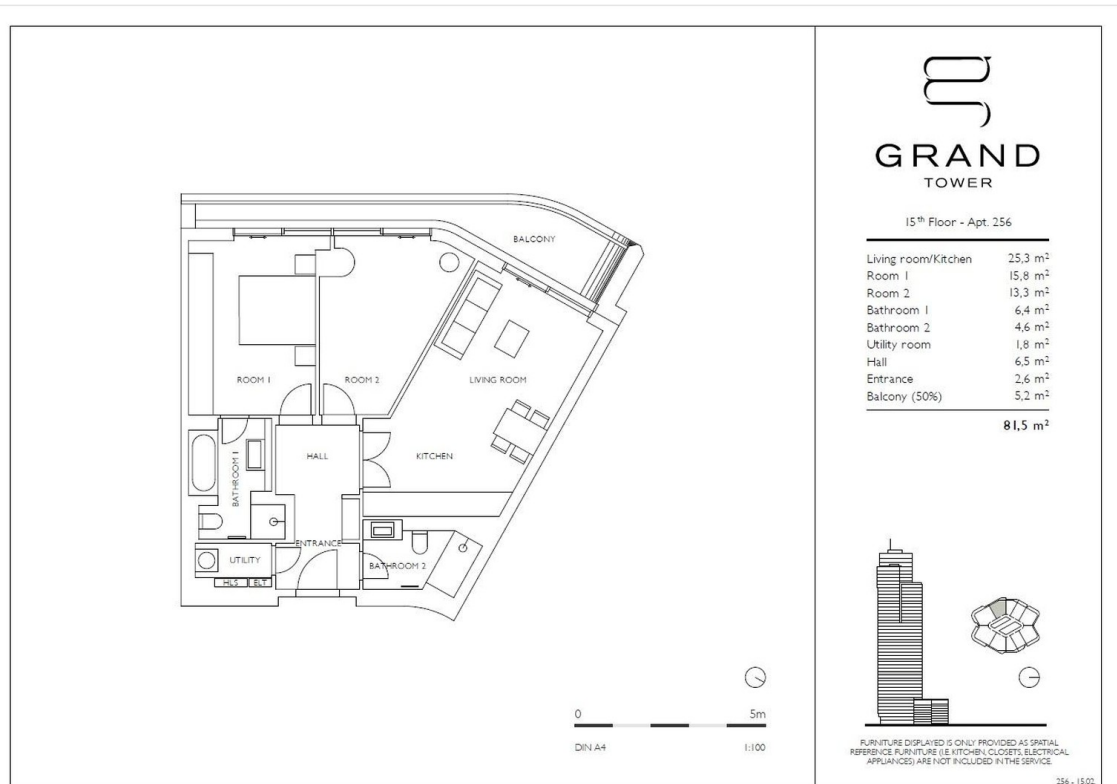 GRAND
TOWER
15th Floor - Apt. 256
Living room/Kitchen 25,3 m²
Room 1 15,8 m²
Room 2 13,3 m²
Bathroom 1 6,4 m²
Bathroom 2 4,6 m²
Utility room 1,8 m²
Hall 6,5 m²
Entrance 2,6 m²
Balcony (50%) 5,2 m²
81,5 m²
BALCONY
ROOM 1
ROOM 2
LIVING ROOM
HALL
KITCHEN
BATHROOM 1
ENTRANCE
UTILITY
BATHROOM 2
HLS
ELT
0 5m
DIN A4 1:100
FURNITURE DISPLAYED IS ONLY PROVIDED AS SPATIAL
REFERENCE. FURNITURE (I.E. KITCHEN, CLOSETS, ELECTRICAL
APPLIANCES) ARE NOT INCLUDED IN THE SERVICE.
256 - 15.02